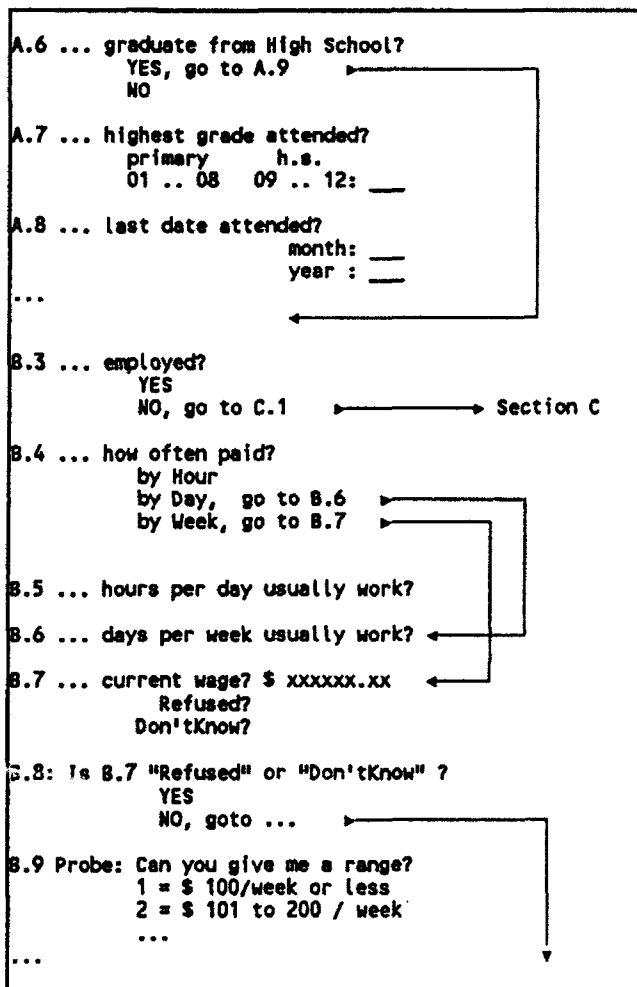 A.6 ... graduate from High School?
YES, go to A.9
NO
A.7 ... highest grade attended?
primary h.s.
01 .. 08 09 .. 12: ___
A.8 ... last date attended?
month: ___
year : ___
...
B.3 ... employed?
YES
NO, go to C.1 Section C
B.4 ... how often paid?
by Hour
by Day, go to B.6
by Week, go to B.7
B.5 ... hours per day usually work?
B.6 ... days per week usually work?
B.7 ... current wage? $ xxxxxx.xx
Refused?
Don'tKnow?
B.8: Is B.7 "Refused" or "Don'tKnow" ?
YES
NO, goto ...
B.9 Probe: Can you give me a range?
1 = $ 100/week or less
2 = $ 101 to 200 / week
...
...